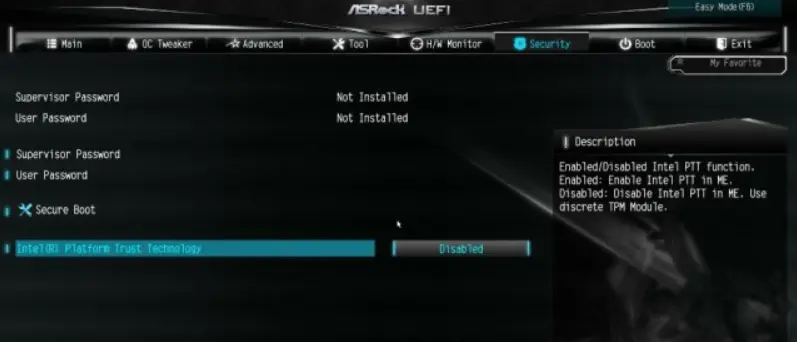 ASRock UEFI
Easy Mode(F6)
Main
OC Tweaker
Advanced
Tool
H/W Monitor
Security
Boot
Exit
My Favorite
Supervisor Password Not Installed
User Password Not Installed
Supervisor Password
User Password
Secure Boot
Intel(R) Platform Trust Technology Disabled
Description
Enabled/Disabled Intel PTT function.
Enabled: Enable Intel PTT in ME.
Disabled: Disable Intel PTT in ME. Use
discrete TPM Module.